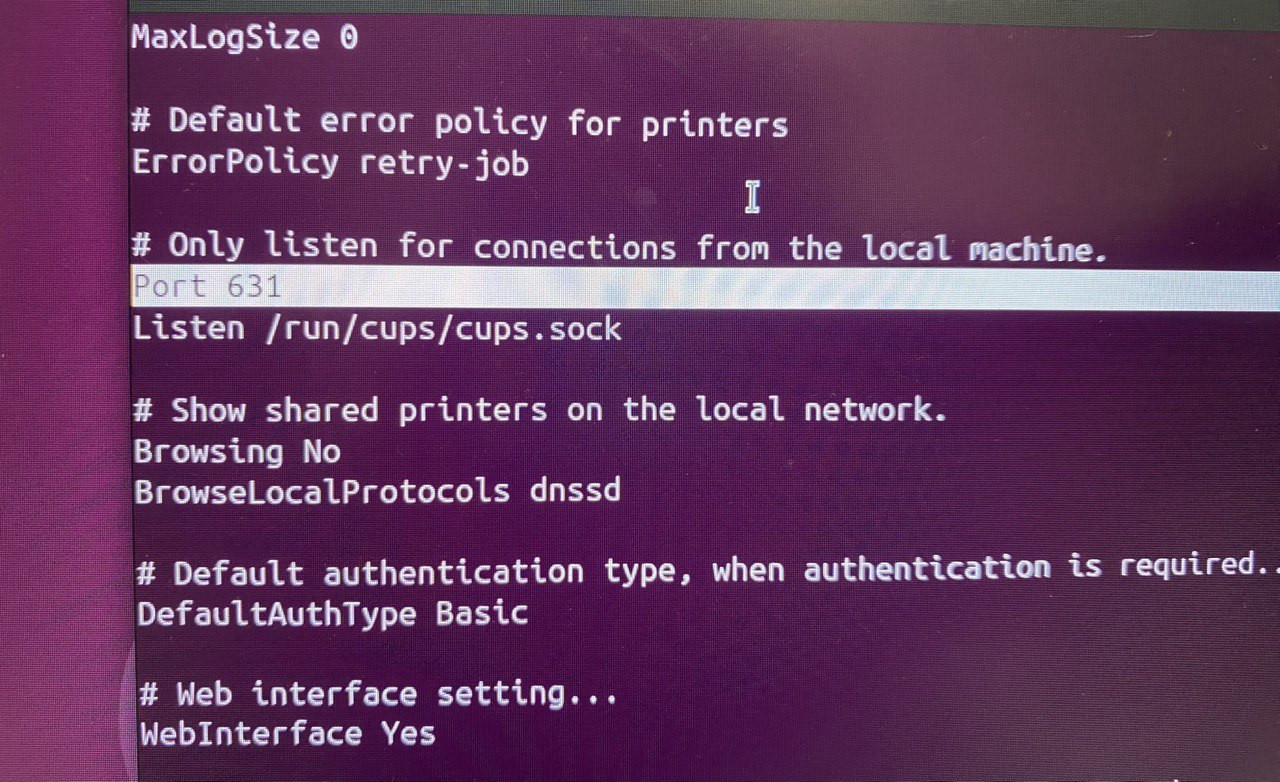 MaxLogSize 0
# Default error policy for printers
ErrorPolicy retry-job
# Only listen for connections from the local machine.
Port 631
Listen /run/cups/cups.sock
# Show shared printers on the local network.
Browsing No
BrowseLocalProtocols dnssd
# Default authentication type, when authentication is required..
DefaultAuthType Basic
# Web interface setting...
WebInterface Yes